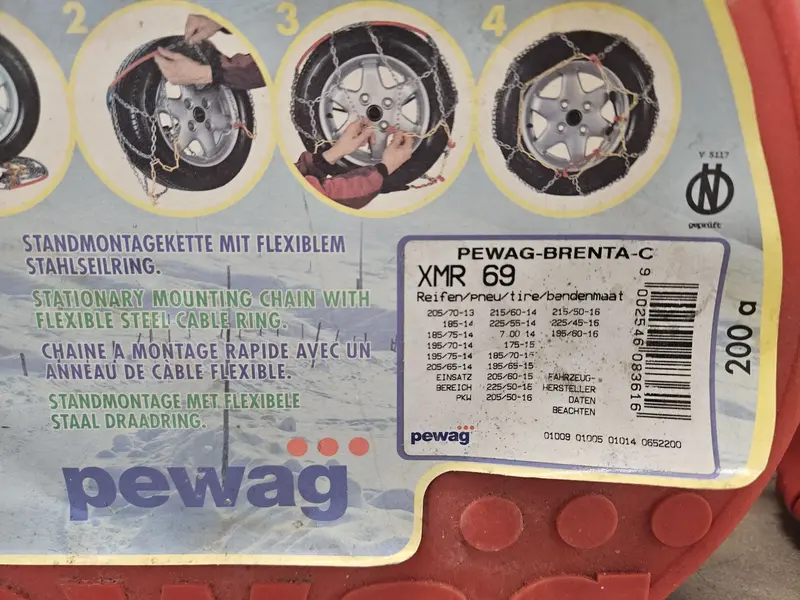 2
3
4
V 5117
N
geprüft
STANDMONTAGEKETTE MIT FLEXIBLEM
STAHLSEILRING.
STATIONARY MOUNTING CHAIN WITH
FLEXIBLE STEEL CABLE RING.
CHAINE A MONTAGE RAPIDE AVEC UN
ANNEAU DE CABLE FLEXIBLE.
STANDMONTAGE MET FLEXIBELE
STAAL DRAADRING.
pewag
PEWAG-BRENTA-C
XMR 69
Reifen/pneu/tire/bandenmaat
205/70-13 215/60-14 215/50-16
185-14 225/55-14 225/45-16
185/75-14 7.00 14 195/60-16
195/70-14 175-15
195/75-14 185/70-15
205/65-14 195/65-15
EINSATZ 205/60-15 FAHRZEUG-
BEREICH 225/50-16 HERSTELLER
PKW 205/50-16 DATEN
BEACHTEN
pewag
01009 01005 01014 0652200
9 002546 083616
200 g